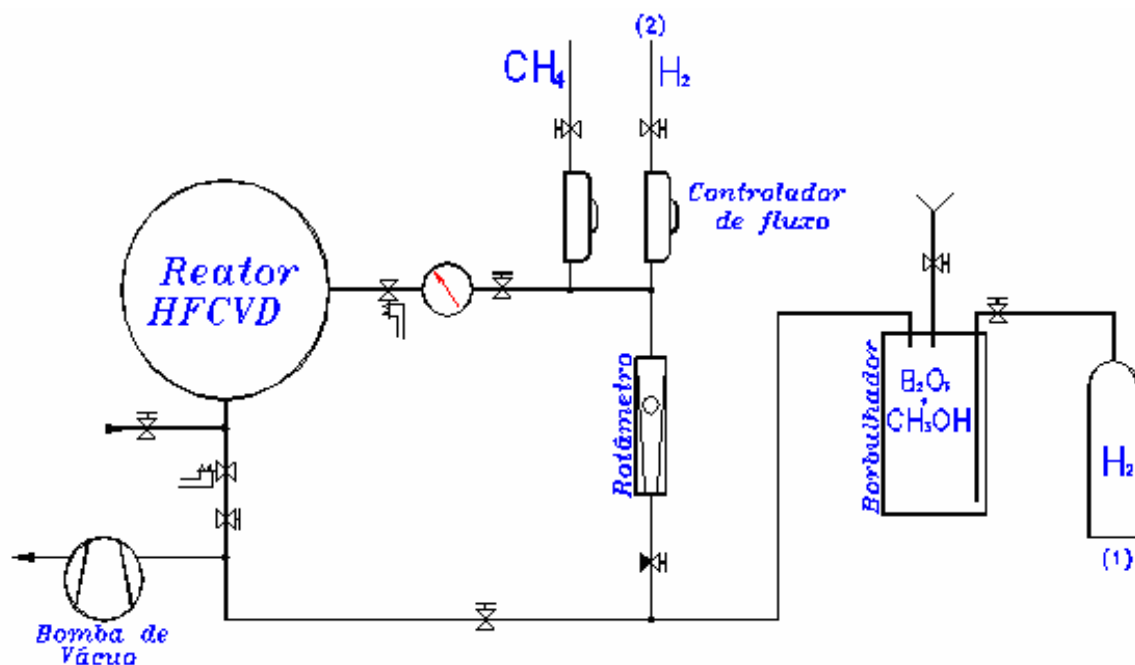 (2)
CH₄
H₂
Controlador
de fluxo
Reator
HFCVD
Rotâmetro
Borbulhador
B₂O₃
+
CH₃OH
H₂
(1)
Bomba de
Vácuo